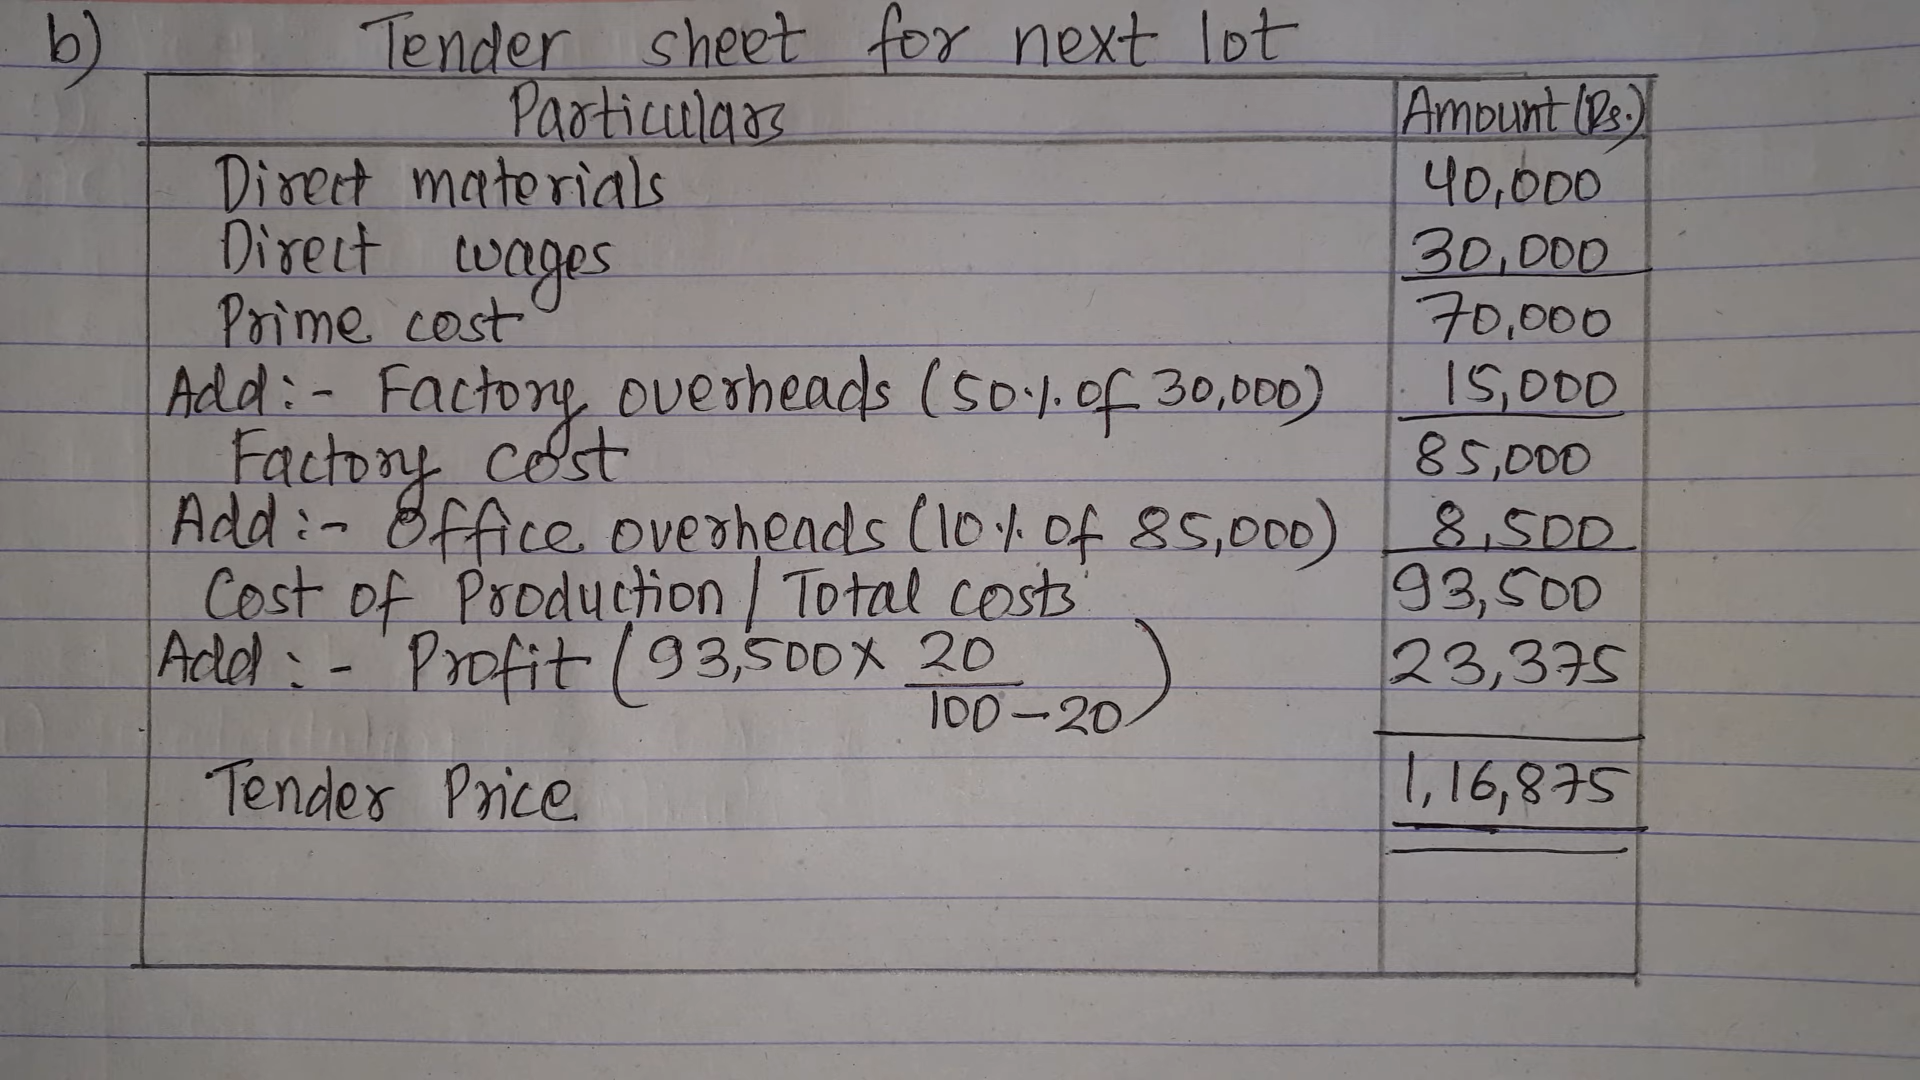 b) Tender sheet for next lot
Particulars Amount (Rs.)
Direct materials 40,000
Direct wages 30,000
Prime cost 70,000
Add:- Factory overheads (50% of 30,000) 15,000
Factory cost 85,000
Add:- Office overheads (10% of 85,000) 8,500
Cost of Production / Total costs 93,500
Add:- Profit (93,500 x 20 23,375
100-20)
Tender Price 1,16,875